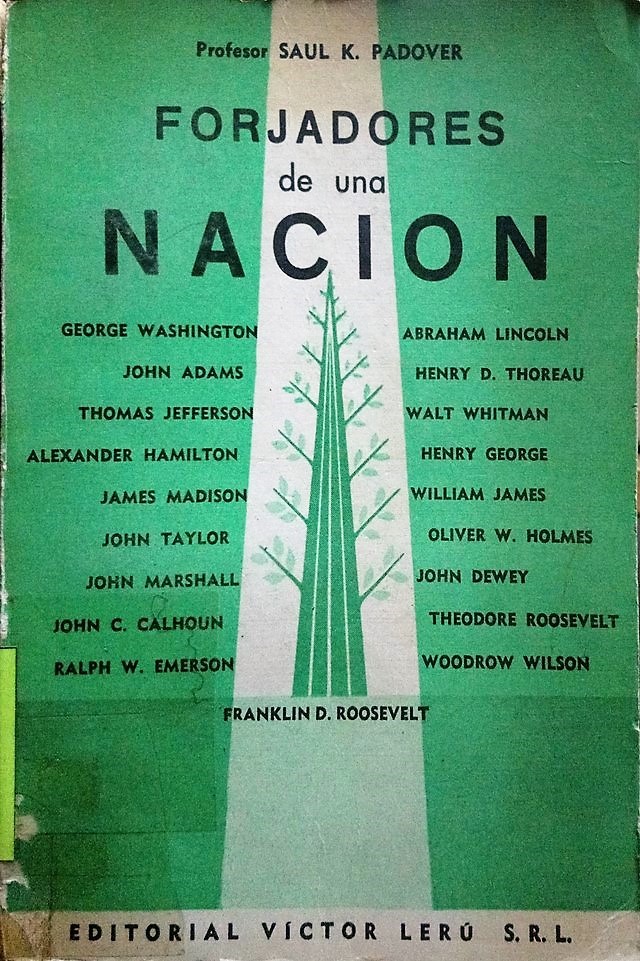 Profesor SAUL K. PADOVER
FORJADORES
de una
NACION
GEORGE WASHINGTON
JOHN ADAMS
THOMAS JEFFERSON
ALEXANDER HAMILTON
JAMES MADISON
JOHN TAYLOR
JOHN MARSHALL
JOHN C. CALHOUN
RALPH W. EMERSON
ABRAHAM LINCOLN
HENRY D. THOREAU
WALT WHITMAN
HENRY GEORGE
WILLIAM JAMES
OLIVER W. HOLMES
JOHN DEWEY
THEODORE ROOSEVELT
WOODROW WILSON
FRANKLIN D. ROOSEVELT
EDITORIAL VÍCTOR LERÚ S.R.L.